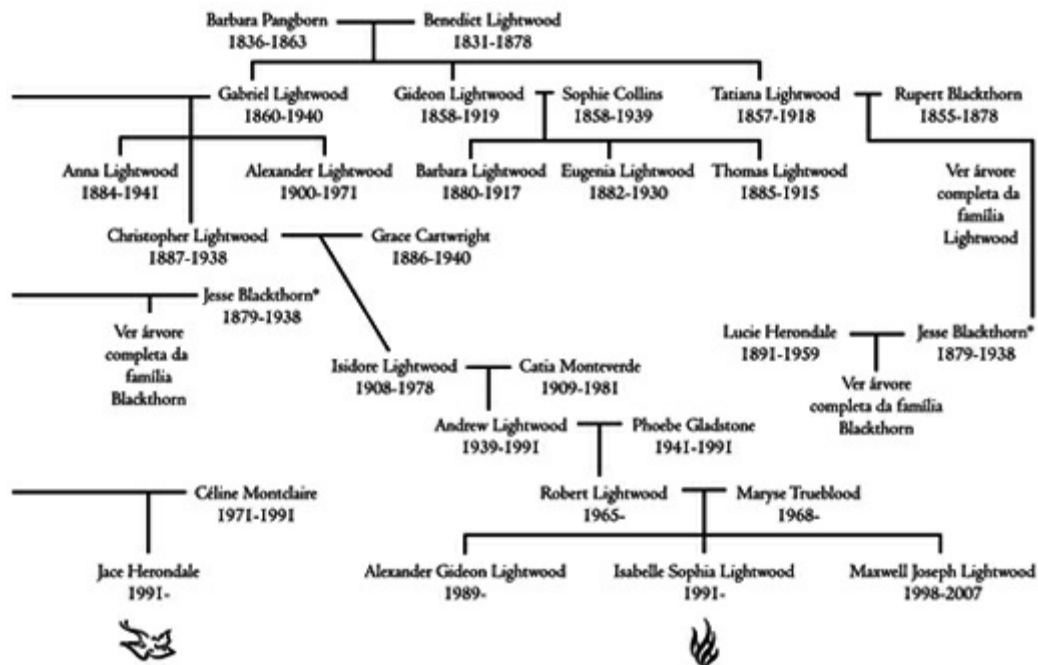 Barbara Pangborn
1836-1863
Benedict Lightwood
1831-1878
Gabriel Lightwood
1860-1940
Gideon Lightwood
1858-1919
Sophie Collins
1858-1939
Tatiana Lightwood
1857-1918
Rupert Blackthorn
1855-1878
Anna Lightwood
1884-1941
Alexander Lightwood
1900-1971
Barbara Lightwood
1880-1917
Eugenia Lightwood
1882-1930
Thomas Lightwood
1885-1915
Ver árvore
completa da
família
Lightwood
Christopher Lightwood
1887-1938
Grace Cartwright
1886-1940
Jesse Blackthorn*
1879-1938
Ver árvore
completa da
família
Blackthorn
Lucie Herondale
1891-1959
Jesse Blackthorn*
1879-1938
Ver árvore
completa da família
Blackthorn
Isidore Lightwood
1908-1978
Catia Monteverde
1909-1981
Andrew Lightwood
1939-1991
Phoebe Gladstone
1941-1991
Céline Montclaire
1971-1991
Robert Lightwood
1965-
Maryse Trueblood
1968-
Jace Herondale
1991-
Alexander Gideon Lightwood
1989-
Isabelle Sophia Lightwood
1991-
Maxwell Joseph Lightwood
1998-2007